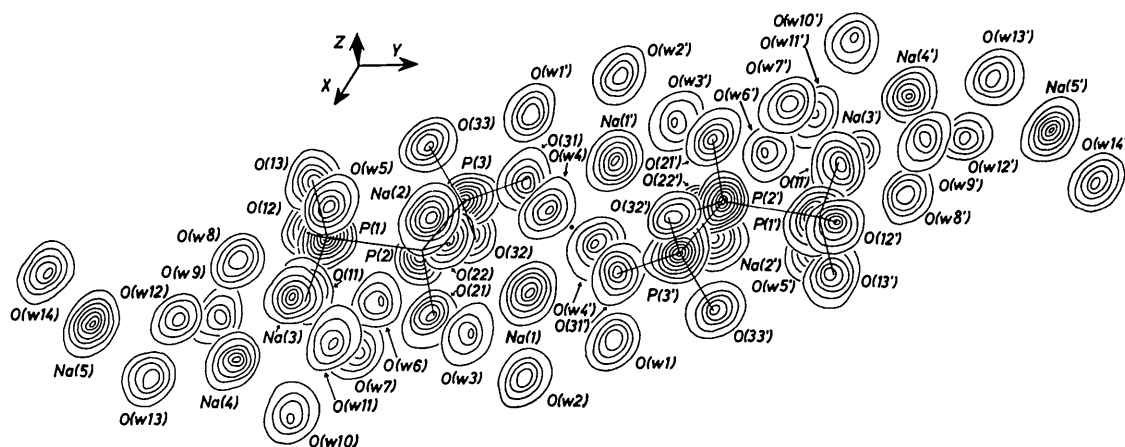 O(w10')
O(w11')
O(w13')
O(w2')
O(w7')
Z
Y
X
O(w1')
O(w3')
Na(4')
O(w6')
Na(5')
O(33)
Na(1')
Na(3')
O(31)
O(w4)
O(13)
O(w5)
P(3)
O(21')
O(w14')
Na(2)
O(22')
O(11')
O(w12')
O(w9')
O(12)
P(1)
O(32')
P(2')
P(1')
O(w8')
O(w8)
P(2)
O(32)
O(12')
O(w9)
O(11)
O(22)
Na(2')
O(w12)
O(21)
O(w4')
P(3')
O(w5')
O(13')
O(w14)
O(31')
Na(5)
Na(3)
O(w6)
Na(1)
O(33')
O(w7)
O(w3)
O(w1)
O(w13)
Na(4)
O(w11)
O(w2)
O(w10)